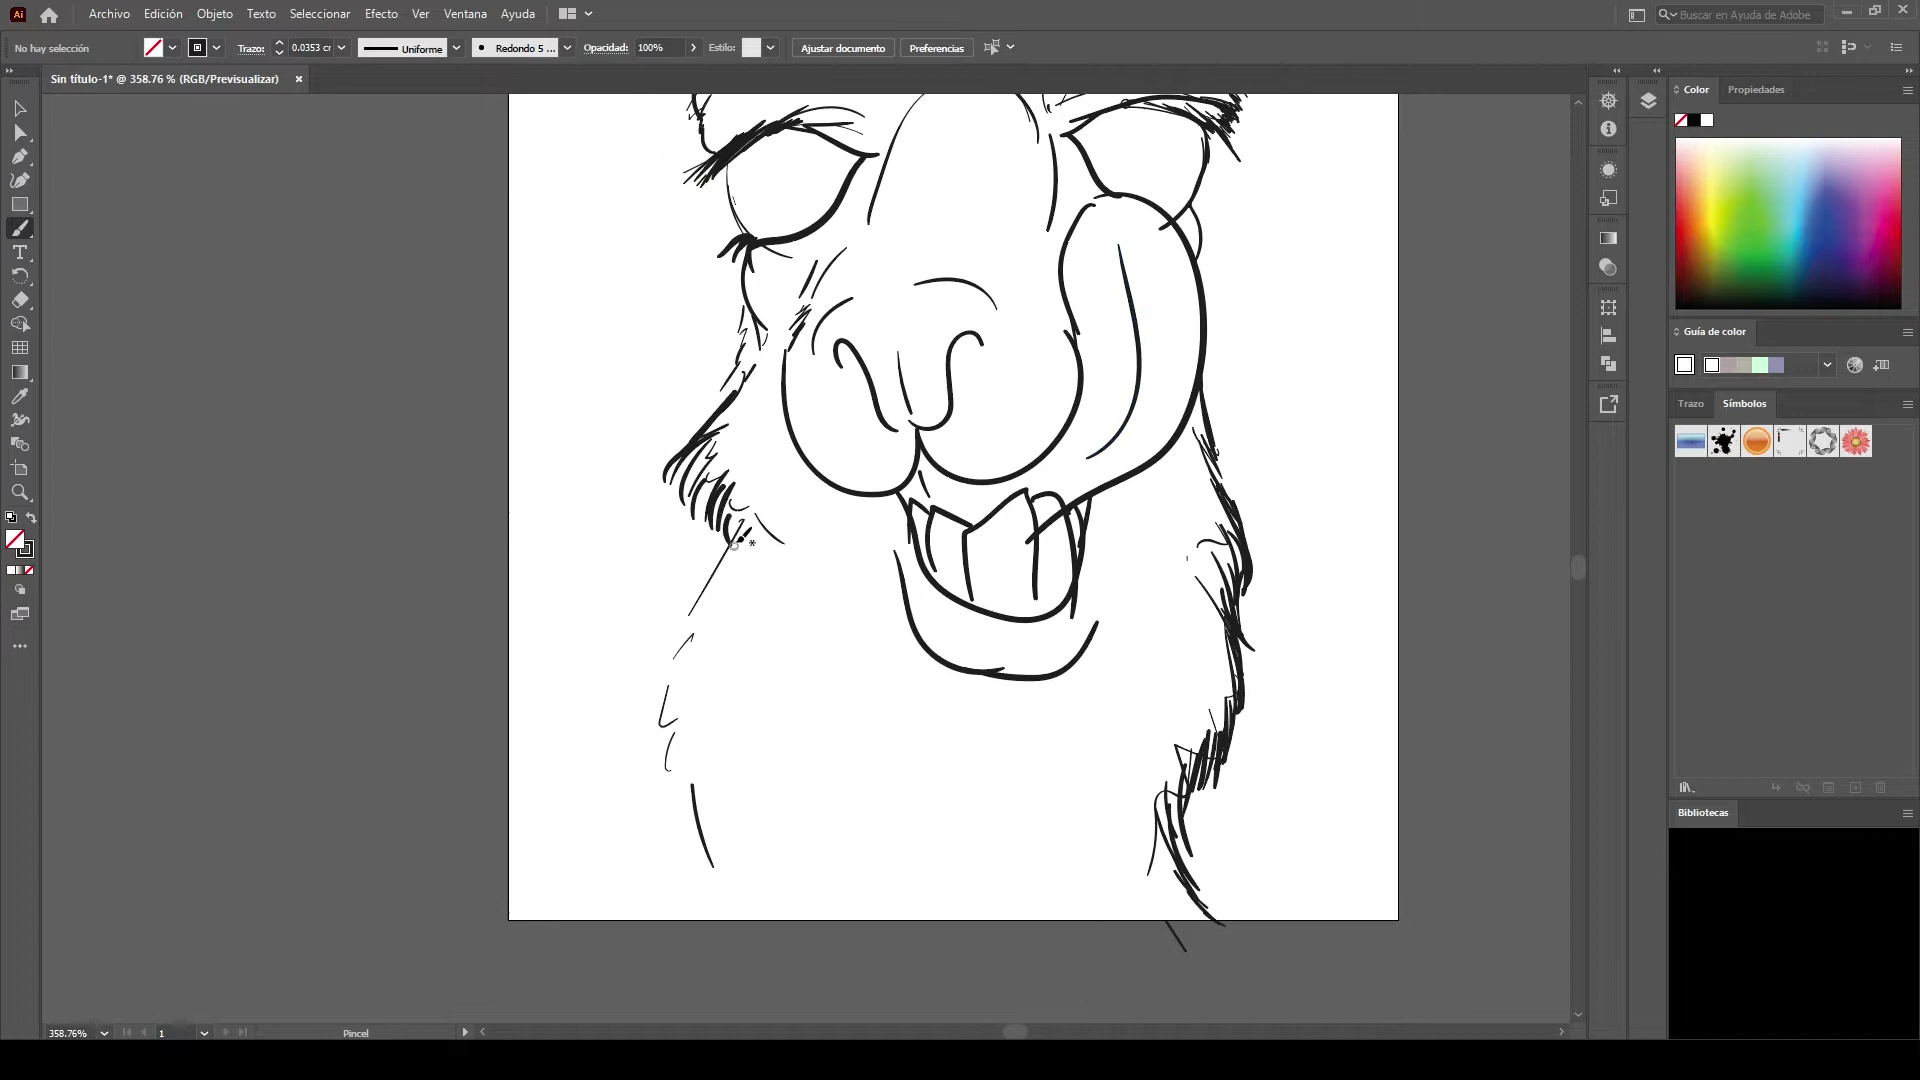 Ai Archivo Edición Objeto Texto Seleccionar Efecto Ver Ventana Ayuda Buscar en Ayuda de Adobe
No hay selección Trazo: 0.0353 cr Uniforme Redondo 5 ... Opacidad: 100% Estilo: Ajustar documento Preferencias
Sin título-1* @ 358.76 % (RGB/Previsualizar)
Color Propiedades
Guía de color
Trazo Símbolos
Bibliotecas
358.76% 1 Pincel